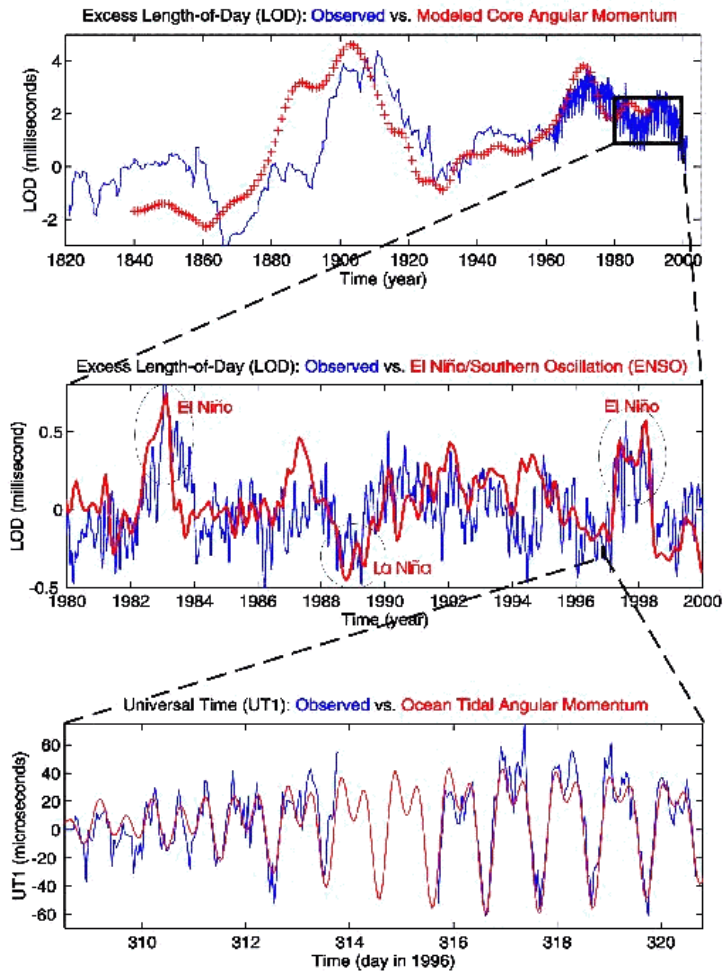 Excess Length-of-Day (LOD): Observed vs. Modeled Core Angular Momentum
LOD (milliseconds)
4
2
0
-2
1820 1840 1860 1880 1900 1920 1940 1960 1980 2000
Time (year)
Excess Length-of-Day (LOD): Observed vs. El Niño/Southern Oscillation (ENSO)
El Niño
El Niño
LOD (millisecond)
0.5
0
-0.5
La Niña
1980 1982 1984 1986 1988 1990 1992 1994 1996 1998 2000
Time (year)
Universal Time (UT1): Observed vs. Ocean Tidal Angular Momentum
UT1 (microseconds)
60
40
20
0
-20
-40
-60
310 312 314 316 318 320
Time (day in 1996)